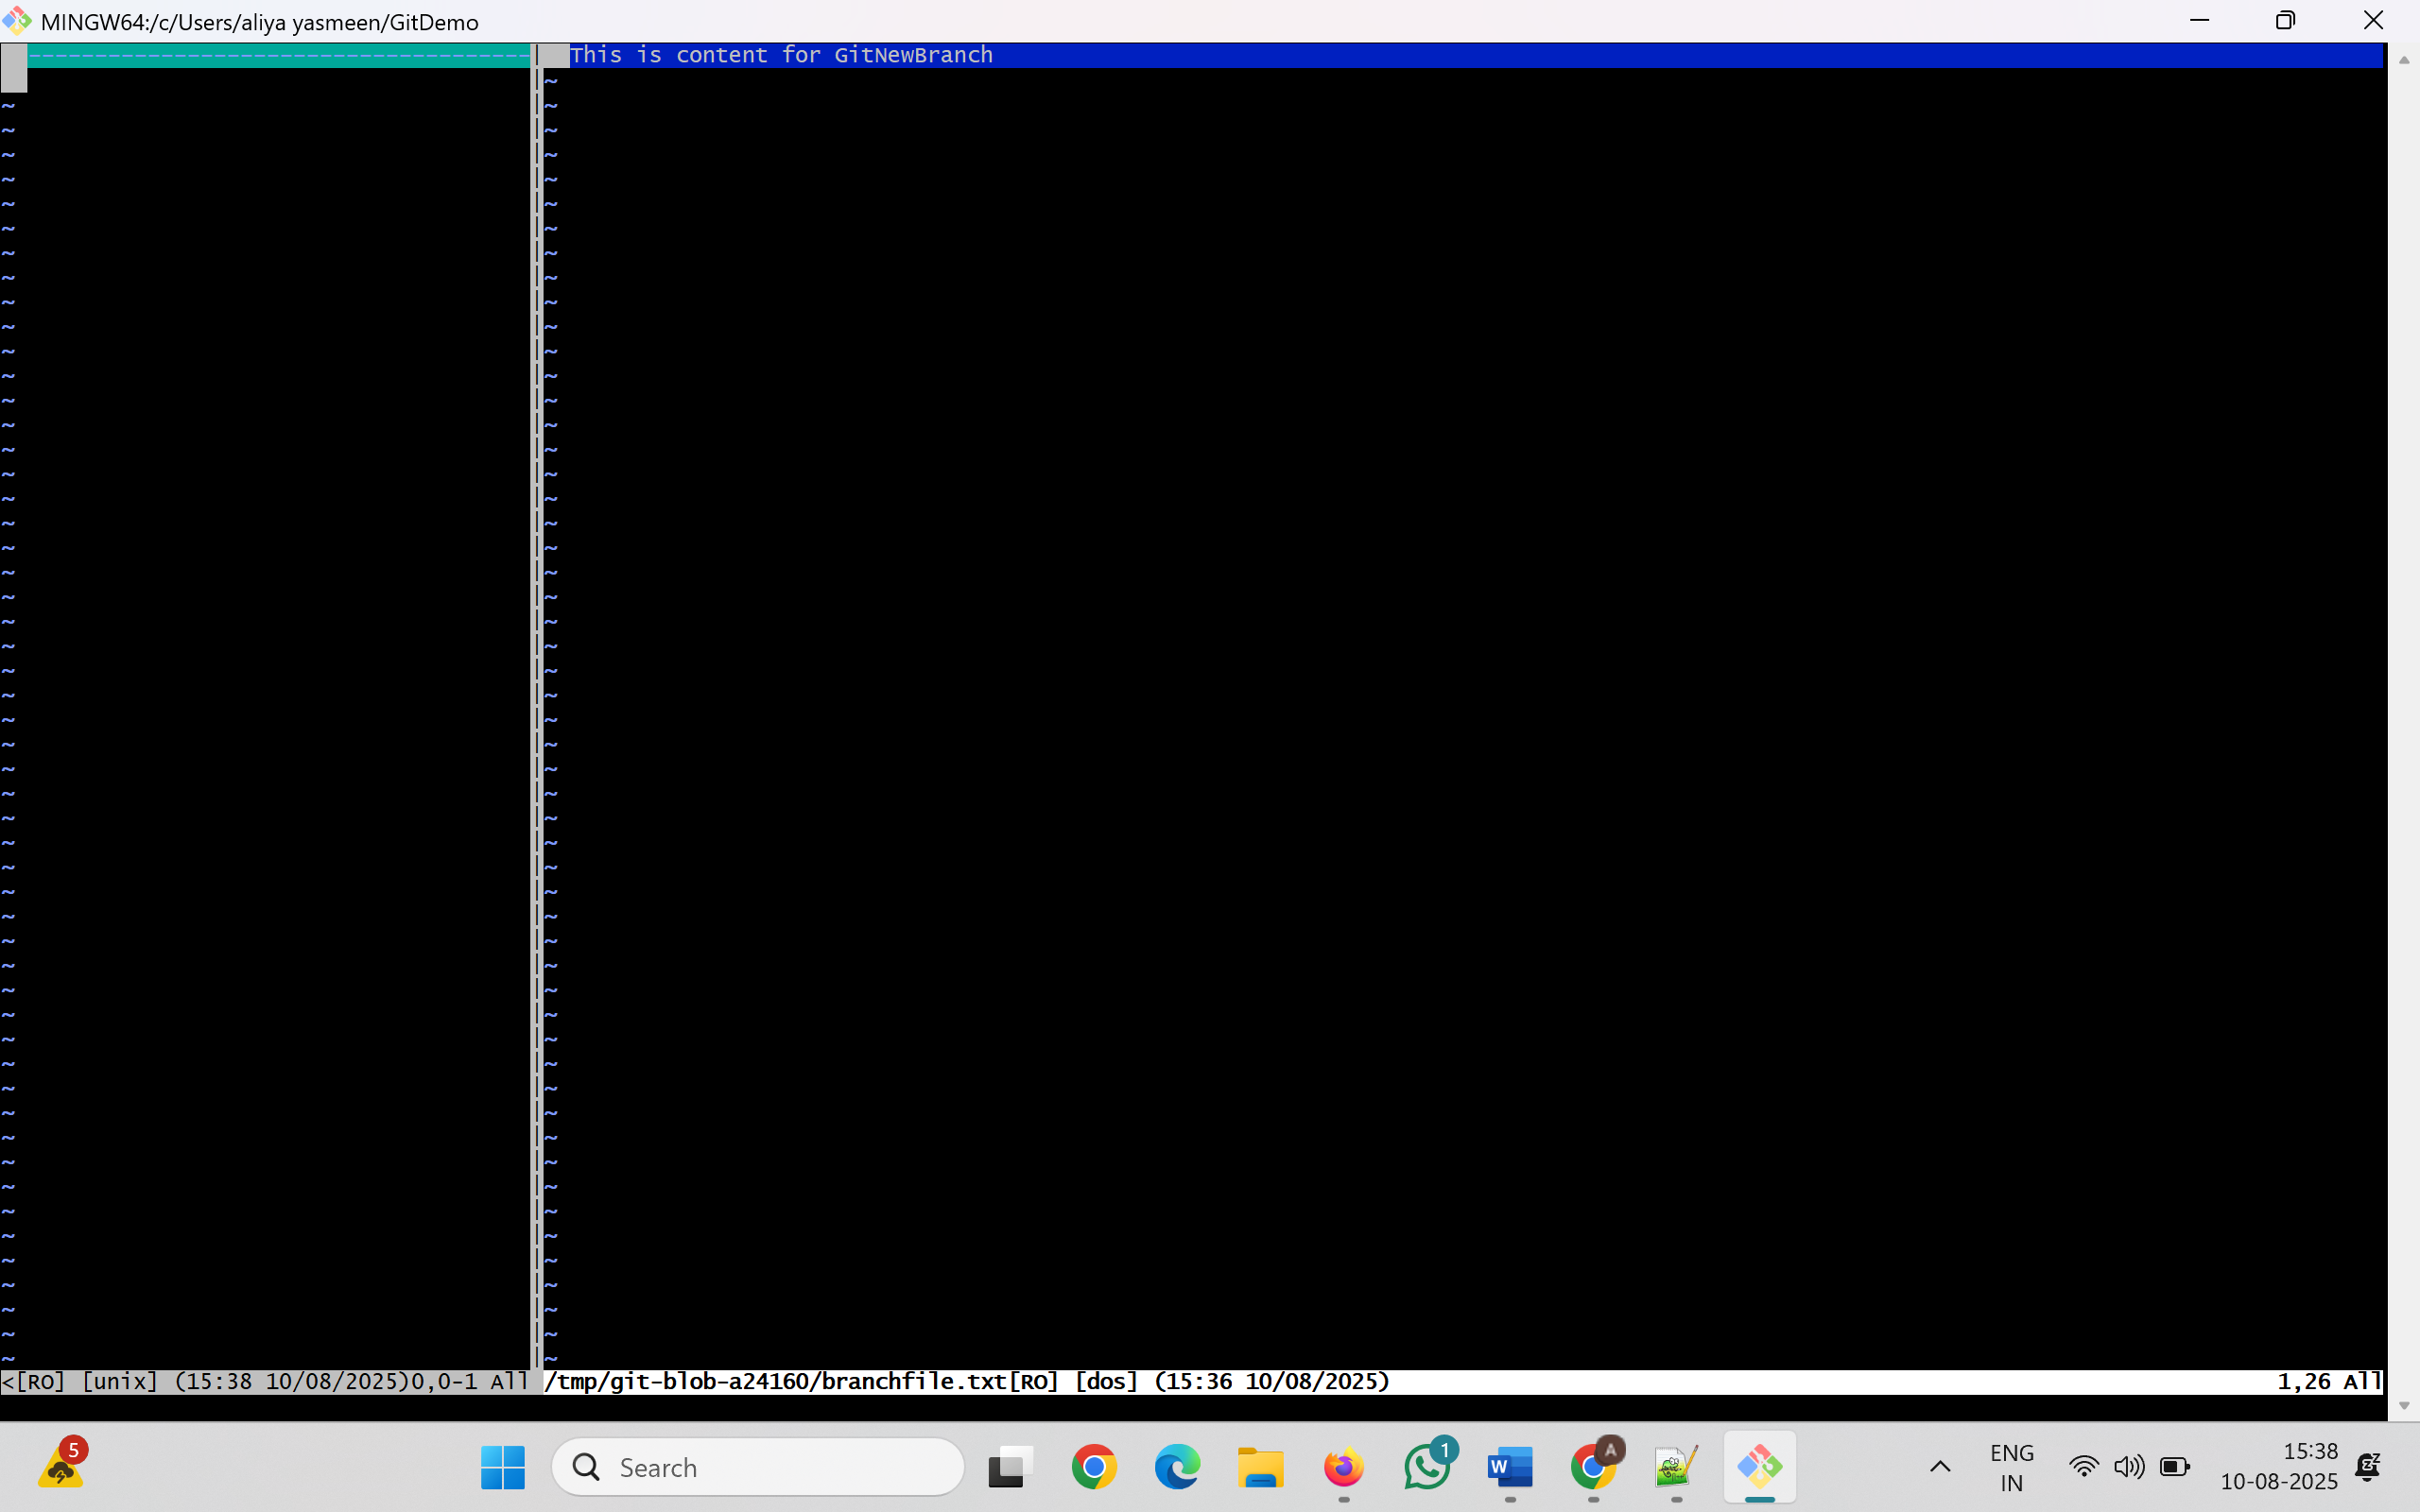 MINGW64:/c/Users/aliya yasmeen/GitDemo
This is content for GitNewBranch
<[RO] [unix] (15:38 10/08/2025)0,0-1 All
/tmp/git-blob-a24160/branchfile.txt[RO] [dos] (15:36 10/08/2025) 1,26 All
5
Search
1
W
A
ENG
IN
15:38
10-08-2025